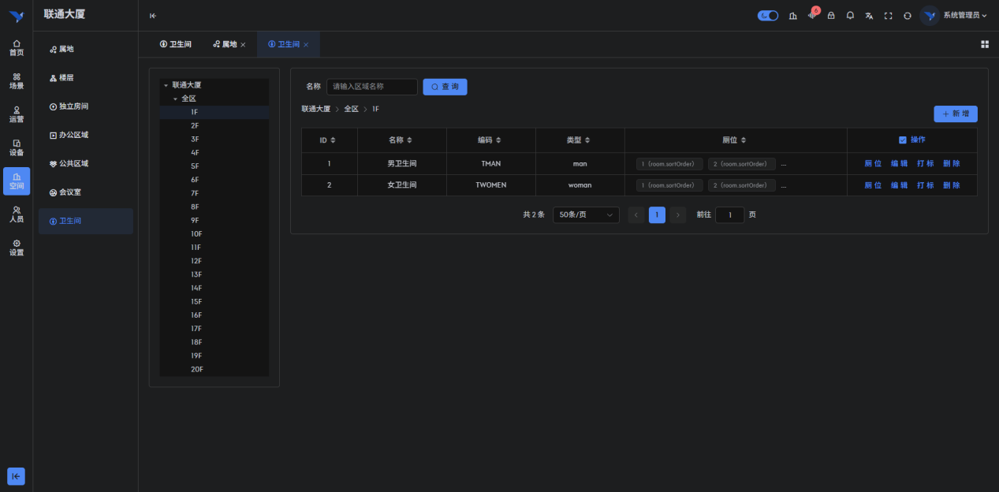 联通大厦
6
系统管理员
首页
场景
运营
设备
空间
人员
设置
属地
楼层
独立房间
办公区域
公共区域
会议室
卫生间
卫生间 属地 卫生间
联通大厦
全区
1F
2F
3F
4F
5F
6F
7F
8F
9F
10F
11F
12F
13F
14F
15F
16F
17F
18F
19F
20F
名称 请输入区域名称 查 询
联通大厦 > 全区 > 1F
+ 新 增
ID 名称 编码 类型 厕位 操作
1 男卫生间 TMAN man 1（room.sortOrder） 2（room.sortOrder） ... 厕 位 编 辑 打 标 删 除
2 女卫生间 TWOMEN woman 1（room.sortOrder） 2（room.sortOrder） ... 厕 位 编 辑 打 标 删 除
共 2 条 50条/页 1 前往 1 页